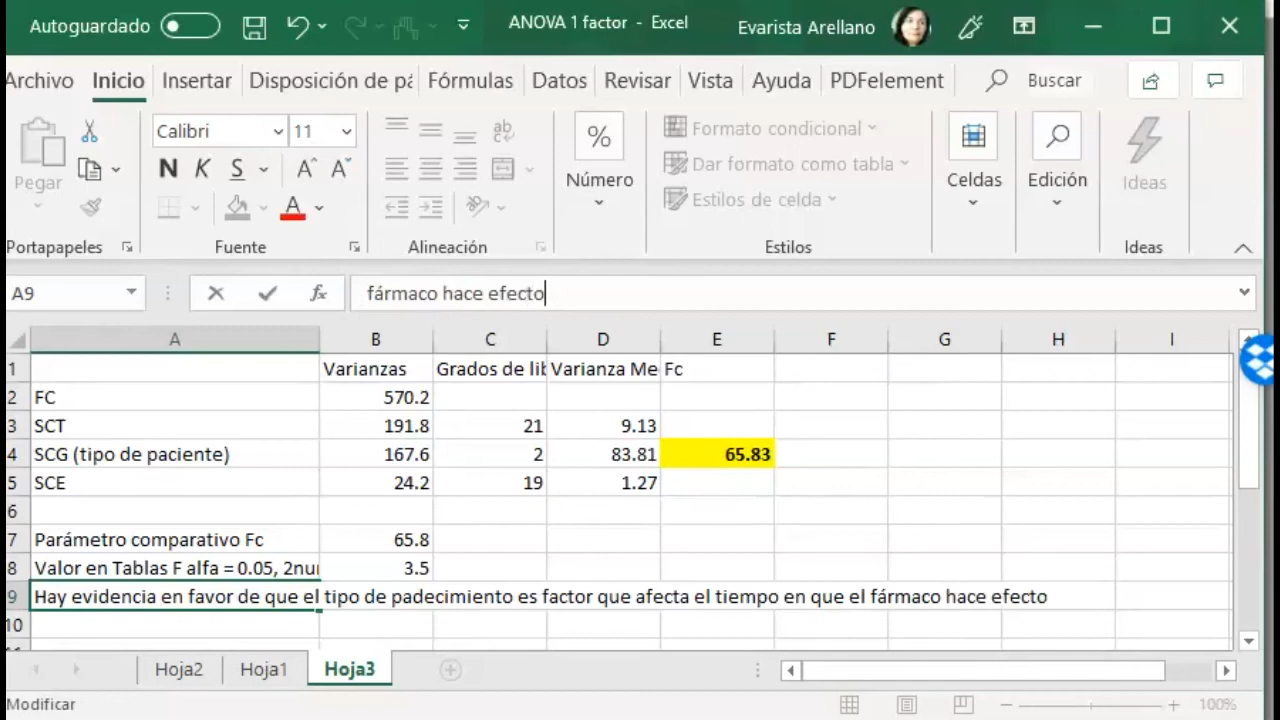 Autoguardado ANOVA 1 factor - Excel Evarista Arellano
Archivo Inicio Insertar Disposición de pá Fórmulas Datos Revisar Vista Ayuda PDFelement Buscar
Pegar
Portapapeles
Calibri 11
N K S A A A
Fuente
ab
Alineación
%
Número
Formato condicional
Dar formato como tabla
Estilos de celda
Estilos
Celdas
Edición
Ideas
Ideas
A9 fx fármaco hace efecto
A B C D E F G H I
1 Varianzas Grados de lib Varianza Me Fc
2 FC 570.2
3 SCT 191.8 21 9.13
4 SCG (tipo de paciente) 167.6 2 83.81 65.83
5 SCE 24.2 19 1.27
6
7 Parámetro comparativo Fc 65.8
8 Valor en Tablas F alfa = 0.05, 2nu 3.5
9 Hay evidencia en favor de que el tipo de padecimiento es factor que afecta el tiempo en que el fármaco hace efecto
10
Hoja2 Hoja1 Hoja3
Modificar 100%